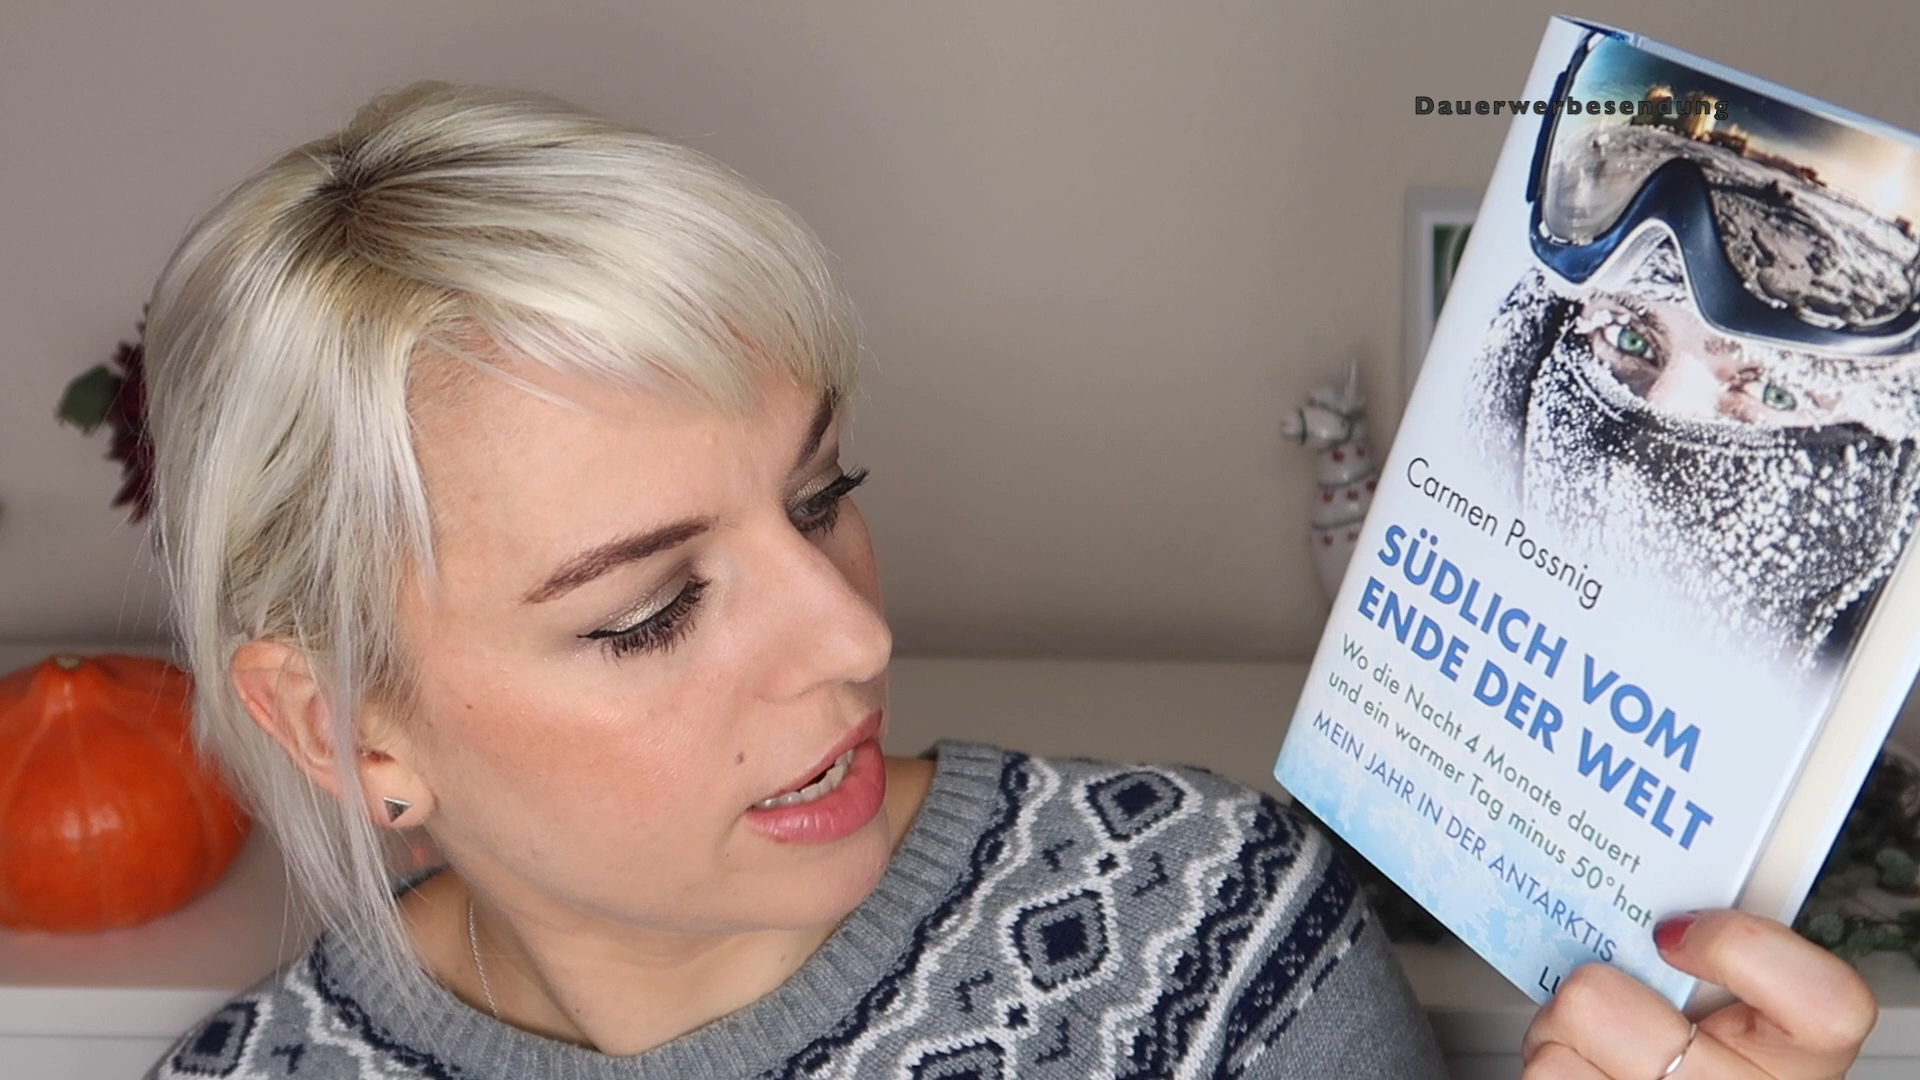 Dauerwerbesendung
Carmen Possnig
SÜDLICH VOM
ENDE DER WELT
Wo die Nacht 4 Monate dauert
und ein warmer Tag minus 50° hat
MEIN JAHR IN DER ANTARKTIS